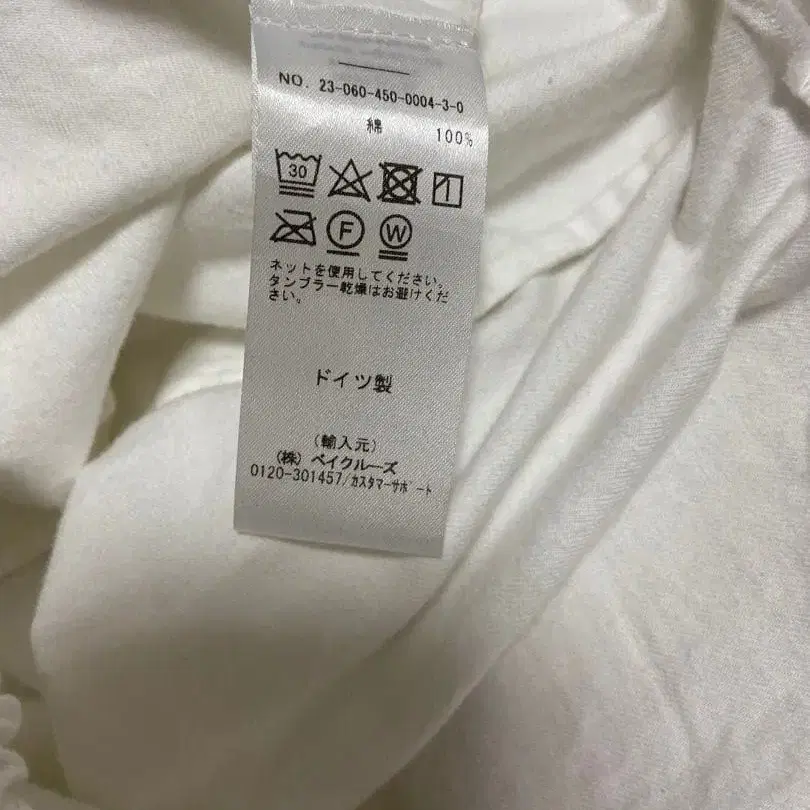 NO. 23-060-450-0004-3-0
綿 100%
30
F W
ネットを使用してください。
タンブラー乾燥はお避けくだ
さい。
ドイツ製
(輸入元)
(株) ベイクルーズ
0120-301457/カスタマーサポート